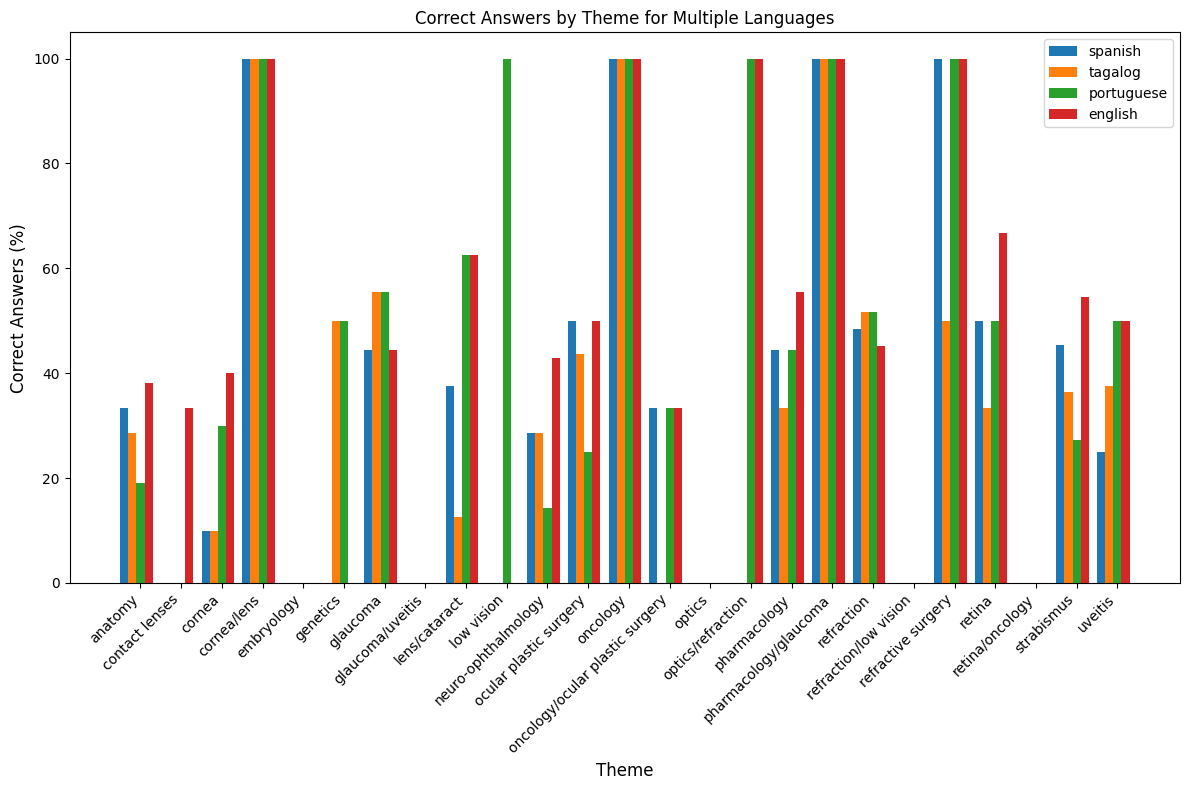 Correct Answers by Theme for Multiple Languages
spanish
tagalog
portuguese
english
Correct Answers (%)
100
80
60
40
20
0
anatomy
contact lenses
cornea
cornea/lens
embryology
genetics
glaucoma
glaucoma/uveitis
lens/cataract
low vision
neuro-ophthalmology
ocular plastic surgery
oncology
oncology/ocular plastic surgery
optics
optics/refraction
pharmacology
pharmacology/glaucoma
refraction
refraction/low vision
refractive surgery
retina
retina/oncology
strabismus
uveitis
Theme